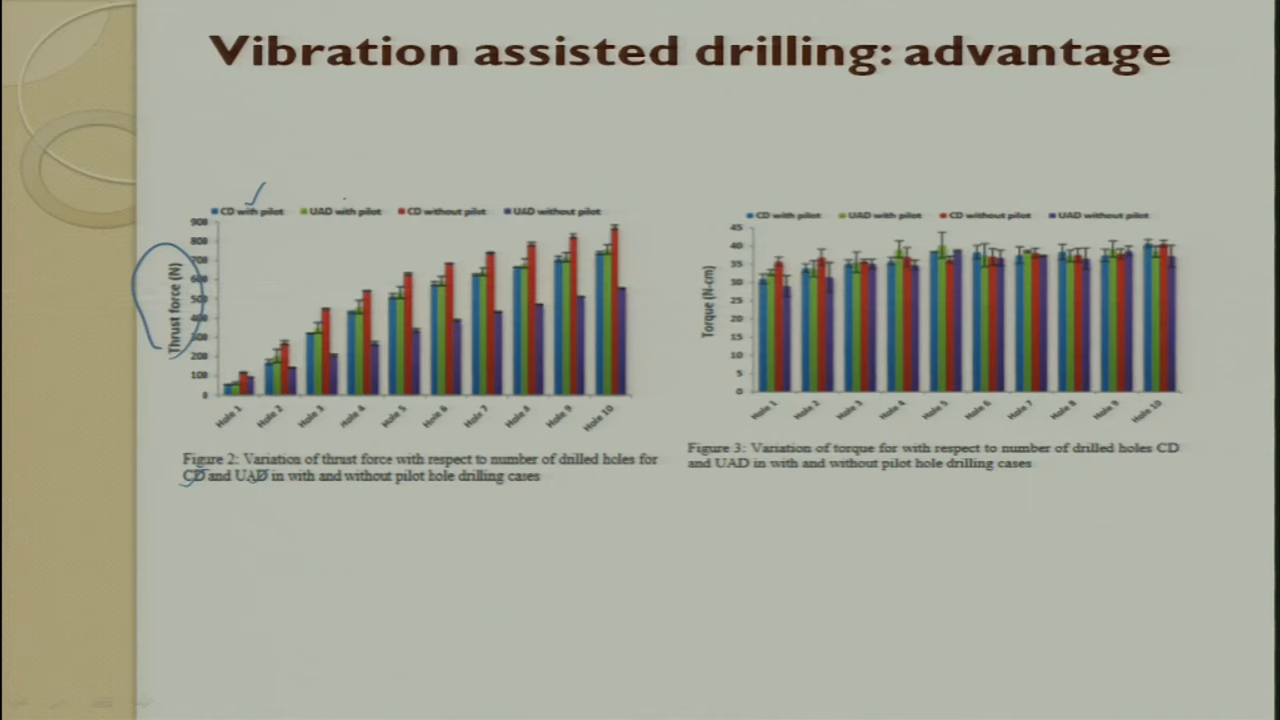 Vibration assisted drilling: advantage
CD with pilot UAD with pilot CD without pilot UAD without pilot
900
800
700
600
500
400
300
200
100
0
Thrust force (N)
Hole 1 Hole 2 Hole 3 Hole 4 Hole 5 Hole 6 Hole 7 Hole 8 Hole 9 Hole 10
Figure 2: Variation of thrust force with respect to number of drilled holes for
CD and UAD in with and without pilot hole drilling cases
CD with pilot UAD with pilot CD without pilot UAD without pilot
45
40
35
30
25
20
15
10
5
0
Torque (N-cm)
Hole 1 Hole 2 Hole 3 Hole 4 Hole 5 Hole 6 Hole 7 Hole 8 Hole 9 Hole 10
Figure 3: Variation of torque for with respect to number of drilled holes CD
and UAD in with and without pilot hole drilling cases